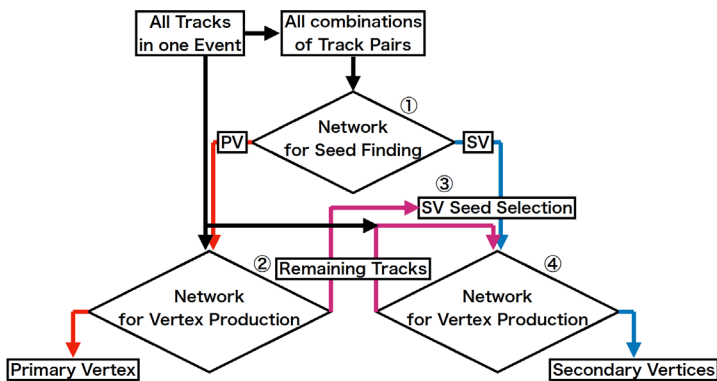 All Tracks
in one Event
All combinations
of Track Pairs
①
Network
for Seed Finding
PV
SV
③
SV Seed Selection
②
Remaining Tracks
④
Network
for Vertex Production
Network
for Vertex Production
Primary Vertex
Secondary Vertices